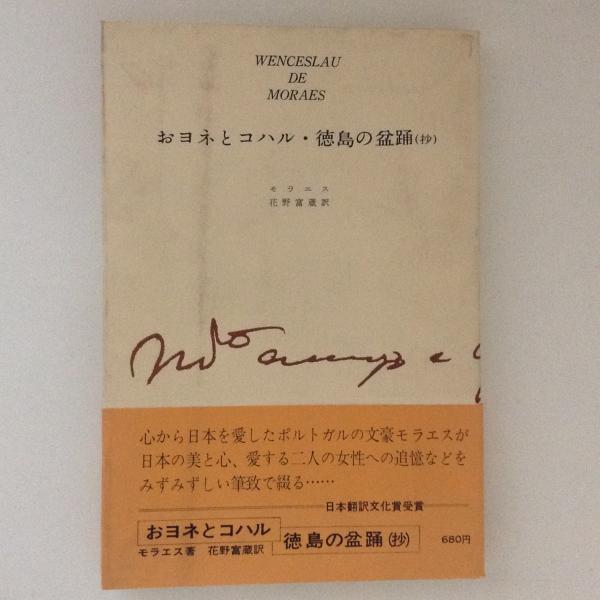 WENCESLAU
DE
MORAES
おヨネとコハル・徳島の盆踊(抄)
モラエス
花野富蔵訳
心から日本を愛したポルトガルの文豪モラエスが
日本の美と心、愛する二人の女性への追憶などを
みずみずしい筆致で綴る……
日本翻訳文化賞受賞
おヨネとコハル
モラエス著 花野富蔵訳
徳島の盆踊(抄)
680円